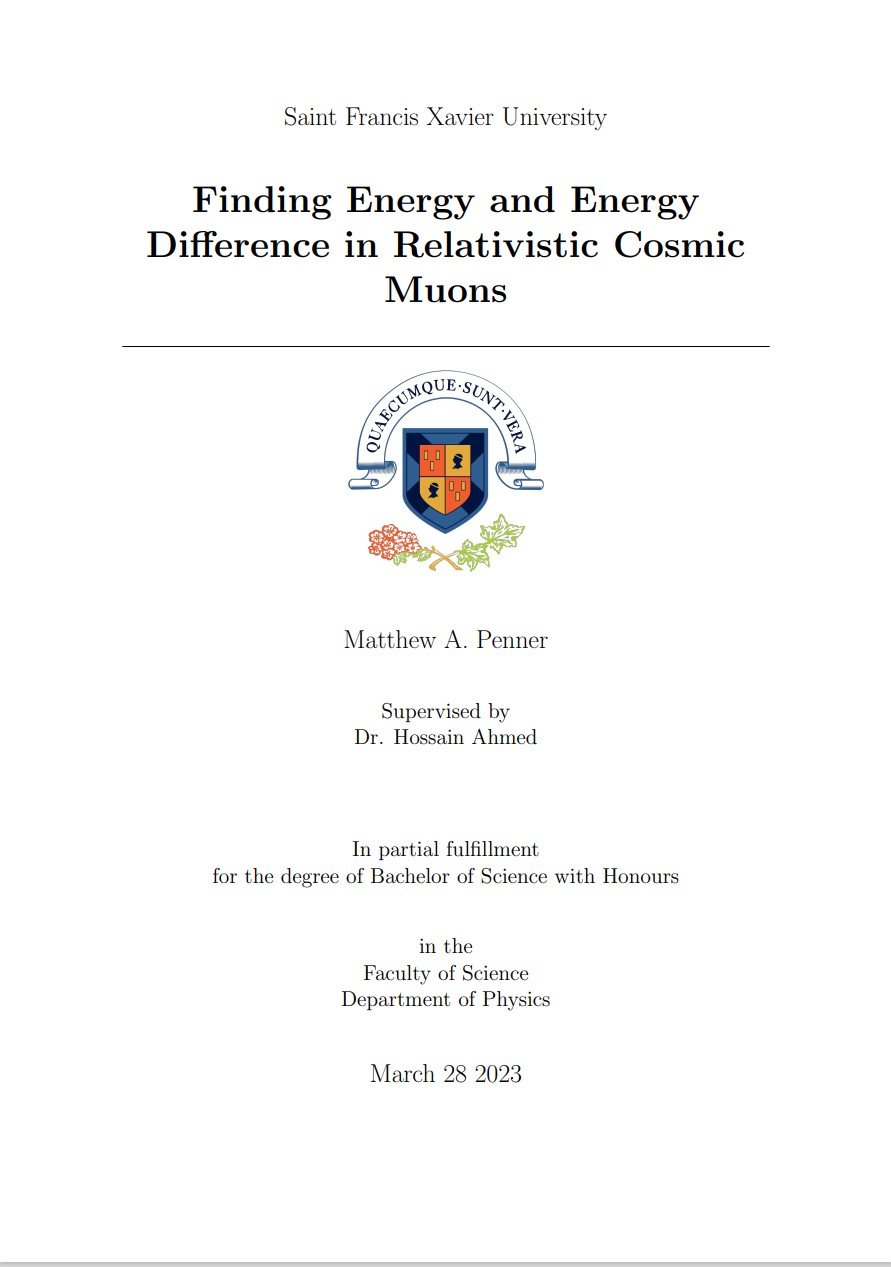 Saint Francis Xavier University
Finding Energy and Energy
Difference in Relativistic Cosmic
Muons
QUAECUMQUE·SUNT·VERA
Matthew A. Penner
Supervised by
Dr. Hossain Ahmed
In partial fulfillment
for the degree of Bachelor of Science with Honours
in the
Faculty of Science
Department of Physics
March 28 2023